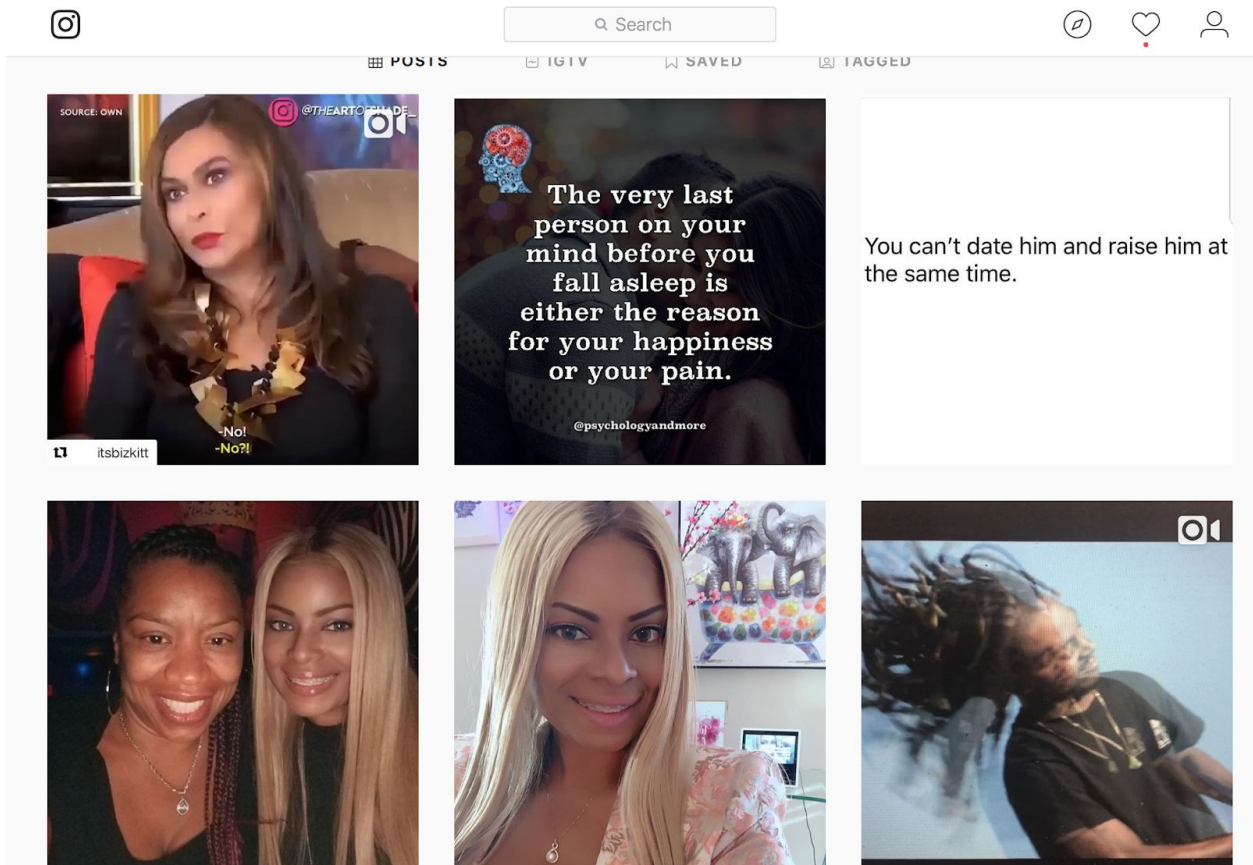 Search
POSTS
IGTV
SAVED
TAGGED
SOURCE: OWN
@THEARTOFSHADE_
-No!
-No?!
itsbizkitt
The very last
person on your
mind before you
fall asleep is
either the reason
for your happiness
or your pain.
@psychologyandmore
You can’t date him and raise him at
the same time.